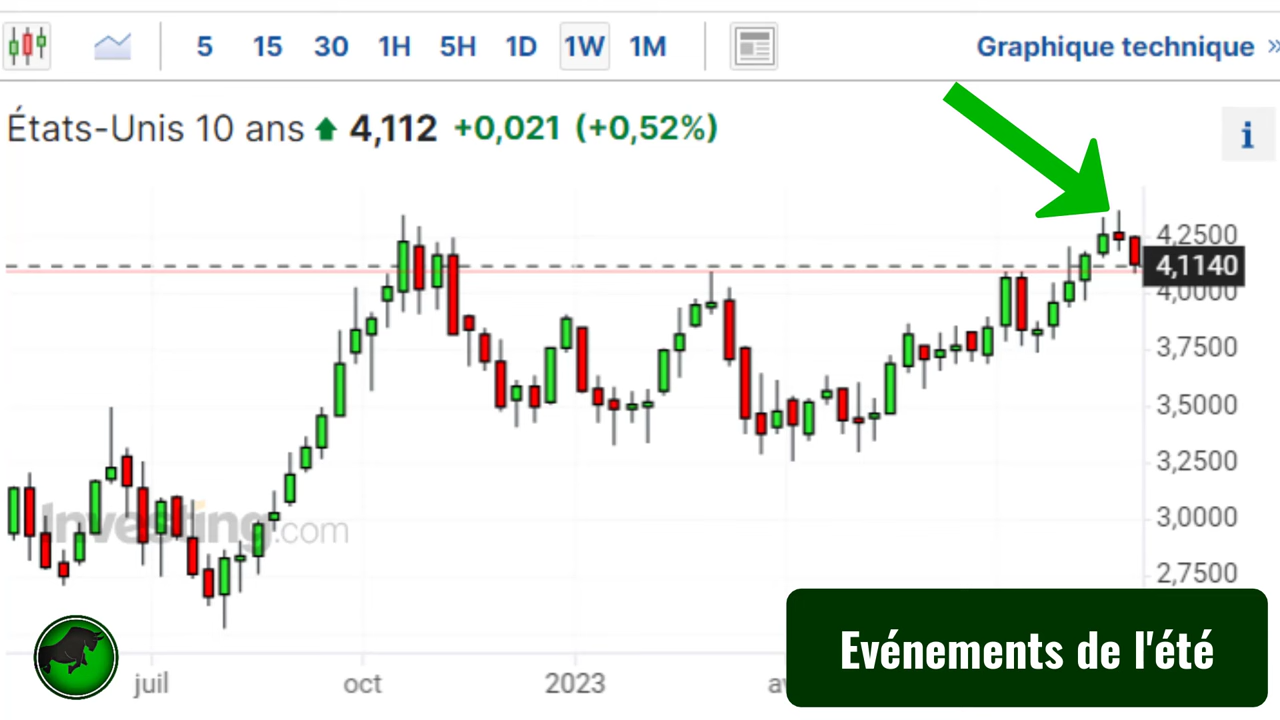 5 15 30 1H 5H 1D 1W 1M Graphique technique »
États-Unis 10 ans 4,112 +0,021 (+0,52%)
i
4,2500
4,1140
4,0000
3,7500
3,5000
3,2500
Investing.com
3,0000
2,7500
Evénements de l'été
juil oct 2023